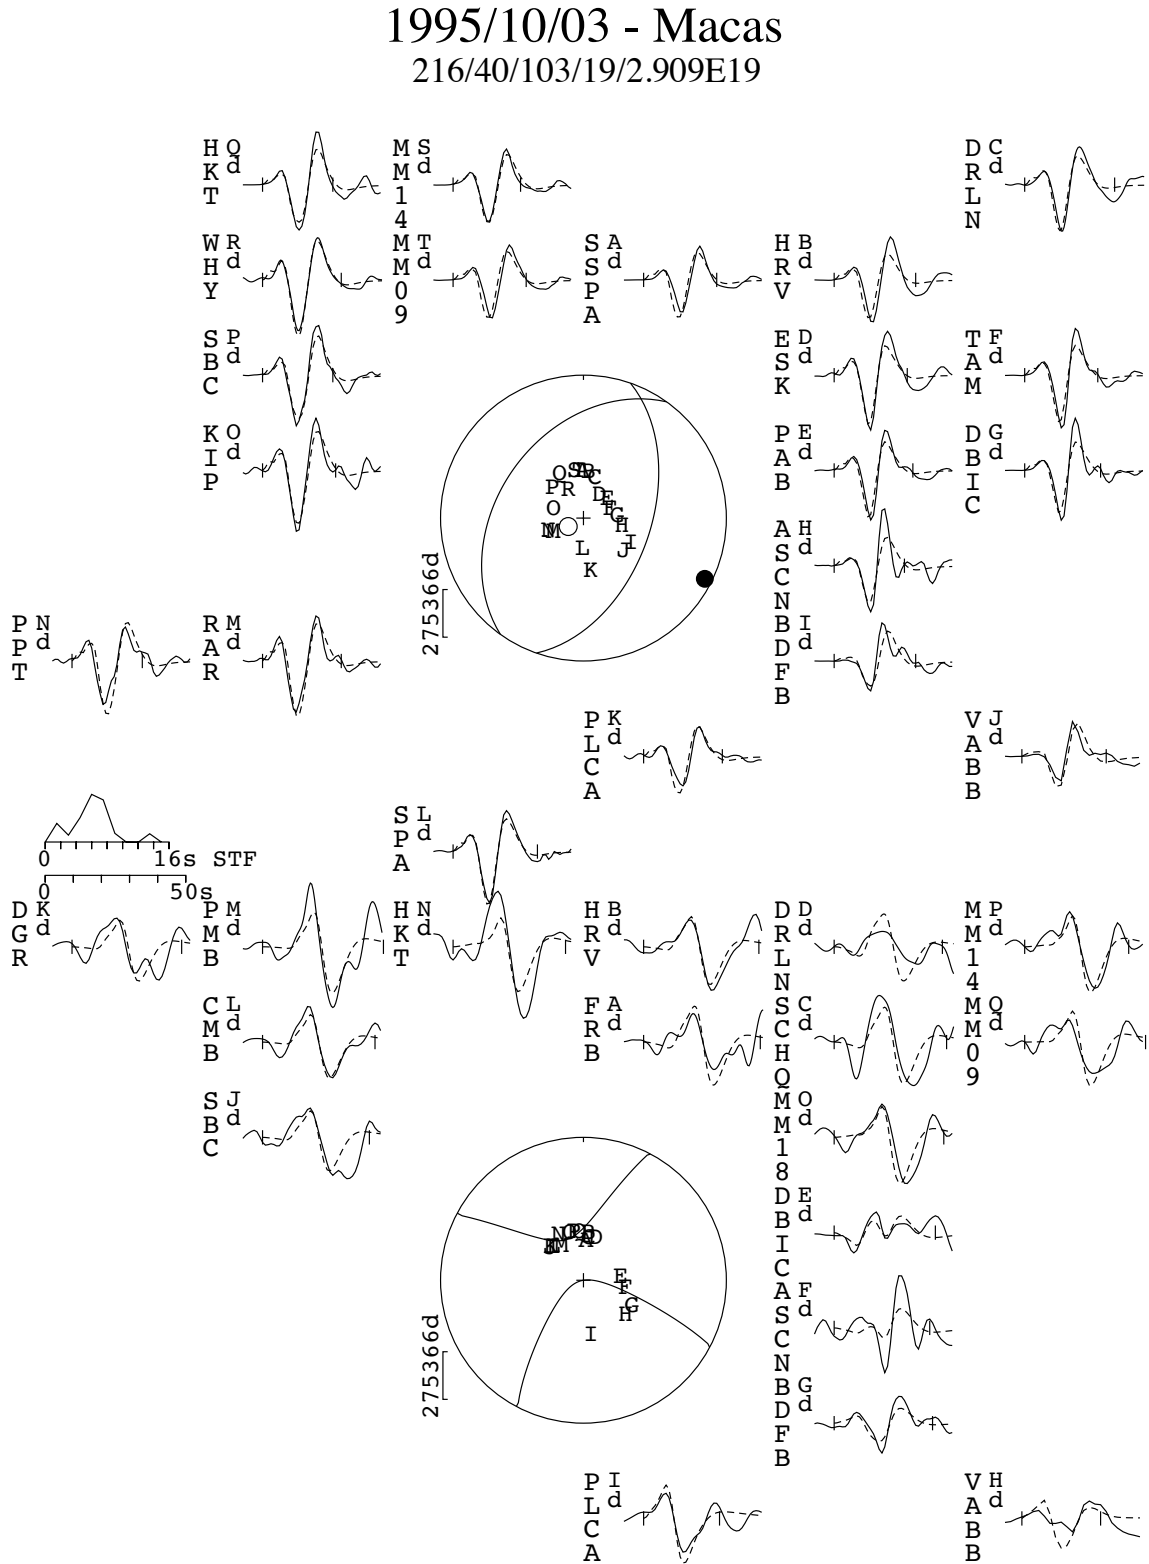 1995/10/03 - Macas
216/40/103/19/2.909E19
HKT Q d
MM14 S d
DRLN C d
WHY R d
MM09 T d
SSPA A d
HRV B d
SBC P d
ESK D d
TAM F d
KIP O d
PAB E d
DBIC G d
ASCN H d
PPT N d
RAR M d
BDFB I d
275366d
PLCA K d
VABB J d
SPA L d
0 16s STF
0 50s
DGR K d
PMB M d
HKT N d
HRV B d
DRLN D d
MM14 P d
CMB L d
FRB A d
SCHQ C d
MM09 Q d
SBC J d
MM18 O d
DBIC E d
ASCN F d
275366d
BDFB G d
PLCA I d
VABB H d